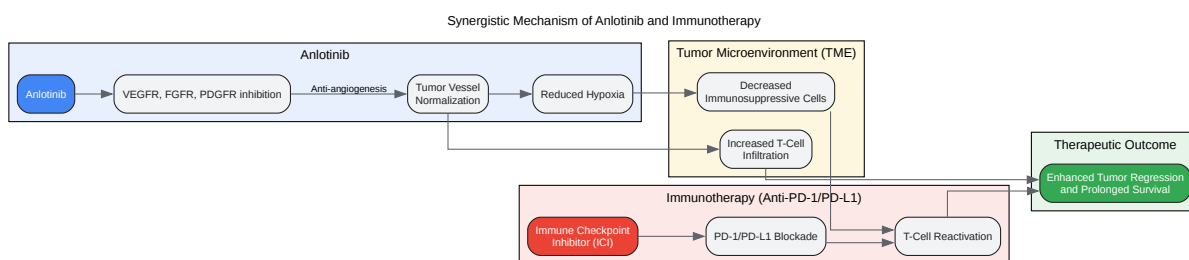 Synergistic Mechanism of Anlotinib and Immunotherapy
Anlotinib
Anlotinib
VEGFR, FGFR, PDGFR inhibition
Anti-angiogenesis
Tumor Vessel
Normalization
Reduced Hypoxia
Tumor Microenvironment (TME)
Decreased
Immunosuppressive Cells
Increased T-Cell
Infiltration
Immunotherapy (Anti-PD-1/PD-L1)
Immune Checkpoint
Inhibitor (ICI)
PD-1/PD-L1 Blockade
T-Cell Reactivation
Therapeutic Outcome
Enhanced Tumor Regression
and Prolonged Survival